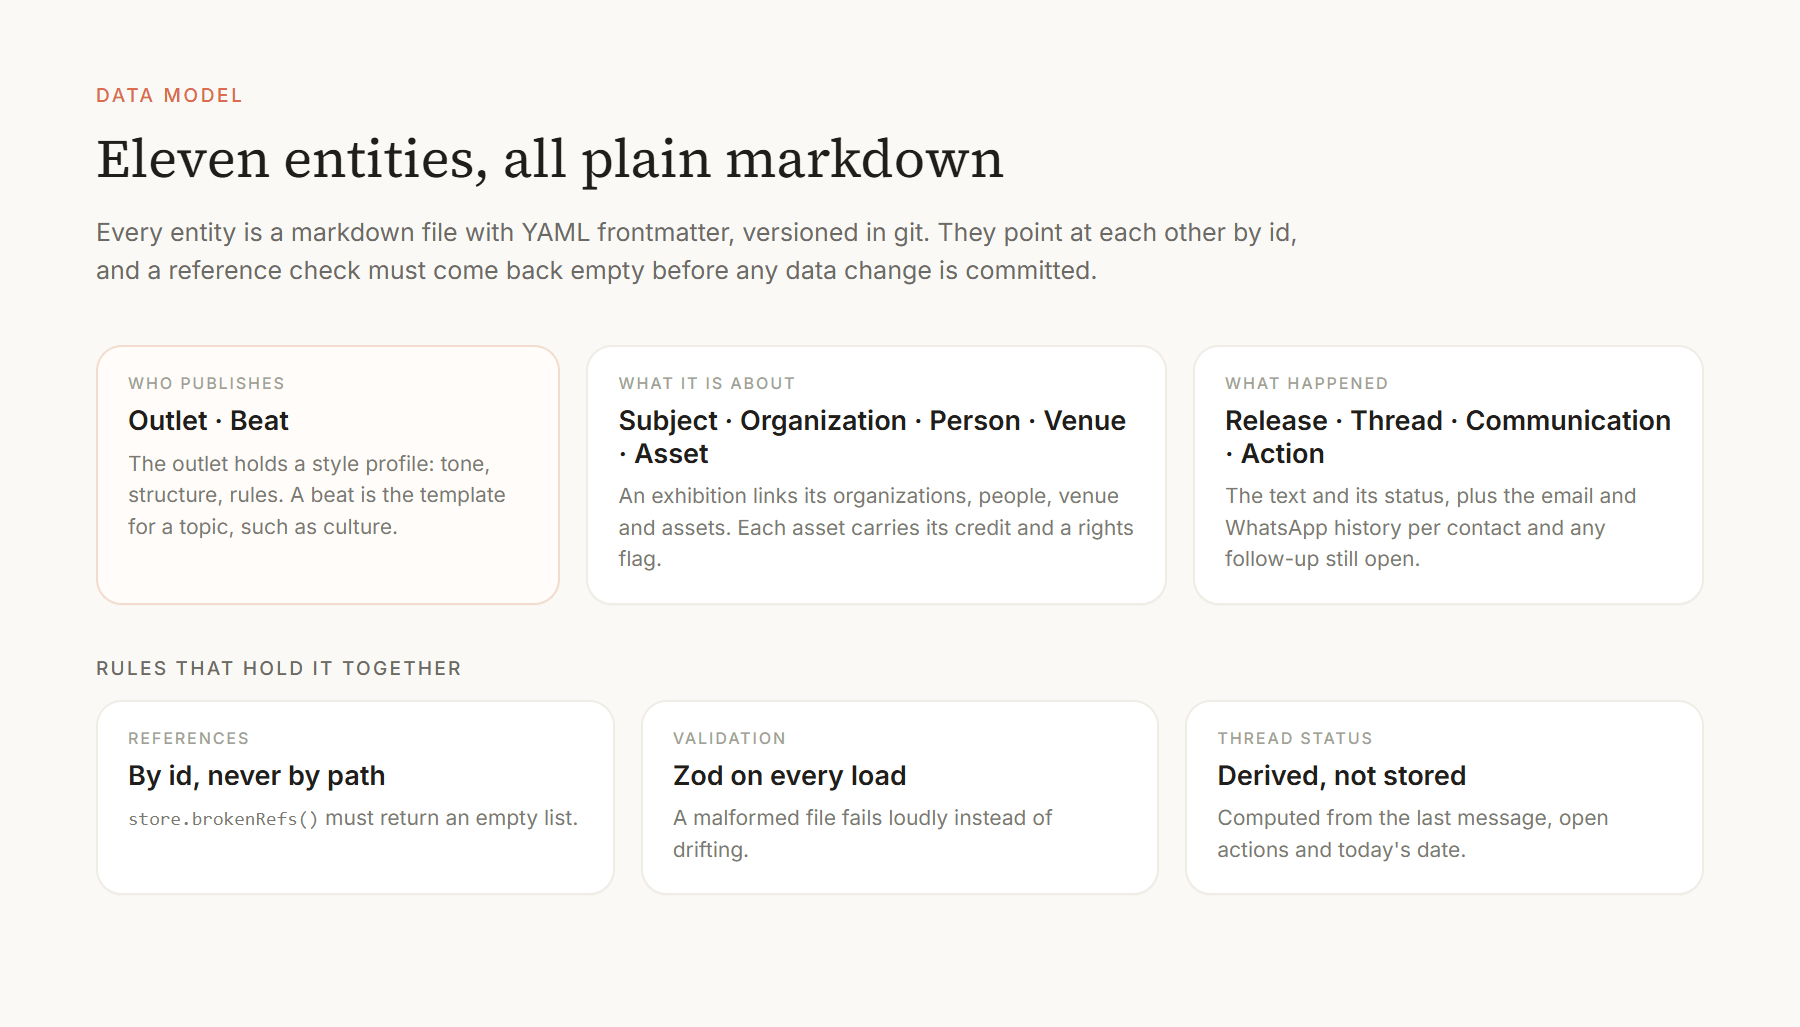 DATA MODEL
Eleven entities, all plain markdown
Every entity is a markdown file with YAML frontmatter, versioned in git. They point at each other by id,
and a reference check must come back empty before any data change is committed.
WHO PUBLISHES
Outlet · Beat
The outlet holds a style profile: tone,
structure, rules. A beat is the template
for a topic, such as culture.
WHAT IT IS ABOUT
Subject · Organization · Person · Venue
· Asset
An exhibition links its organizations, people, venue
and assets. Each asset carries its credit and a rights
flag.
WHAT HAPPENED
Release · Thread · Communication
· Action
The text and its status, plus the email and
WhatsApp history per contact and any
follow-up still open.
RULES THAT HOLD IT TOGETHER
REFERENCES
By id, never by path
store.brokenRefs() must return an empty list.
VALIDATION
Zod on every load
A malformed file fails loudly instead of
drifting.
THREAD STATUS
Derived, not stored
Computed from the last message, open
actions and today's date.